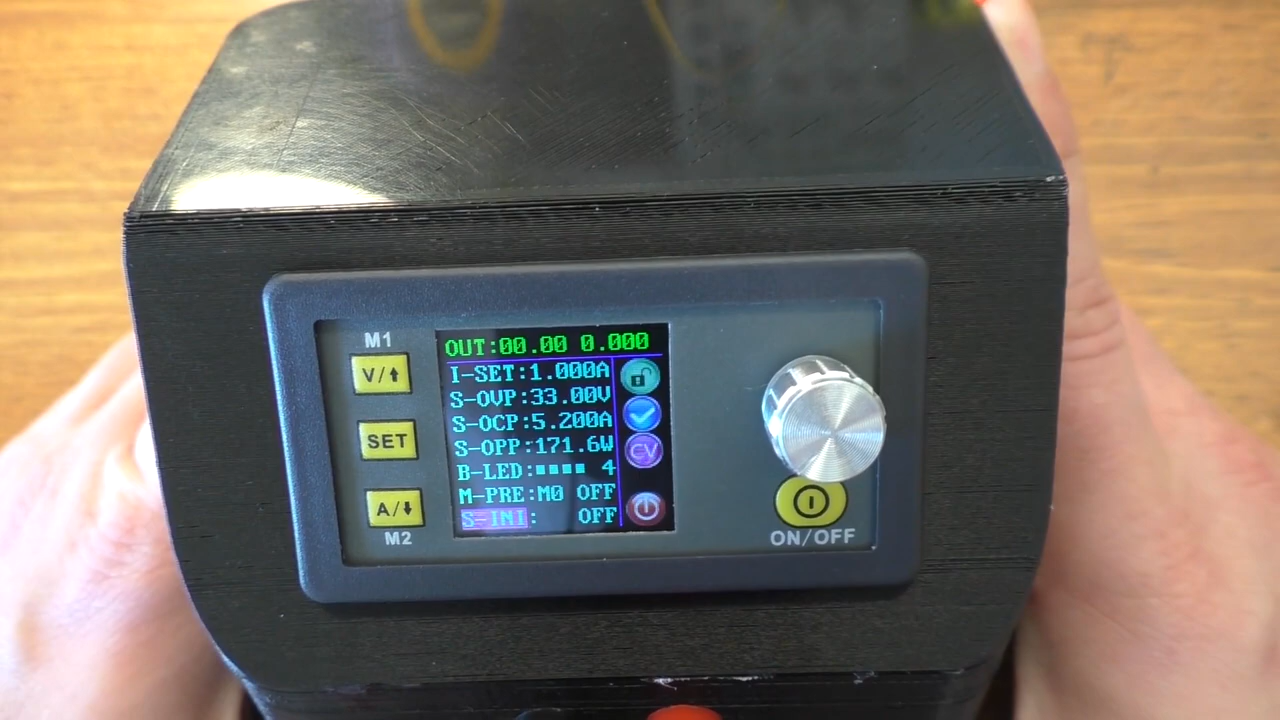 M1
V/⬆
SET
A/⬇
M2
OUT:00.00 0.000
I-SET:1.000A
S-OVP:33.00V
S-OCP:5.200A
S-OPP:171.6W
B-LED:▪▪▪▪ 4
M-PRE:M0 OFF
S-INI: OFF
CV
ON/OFF